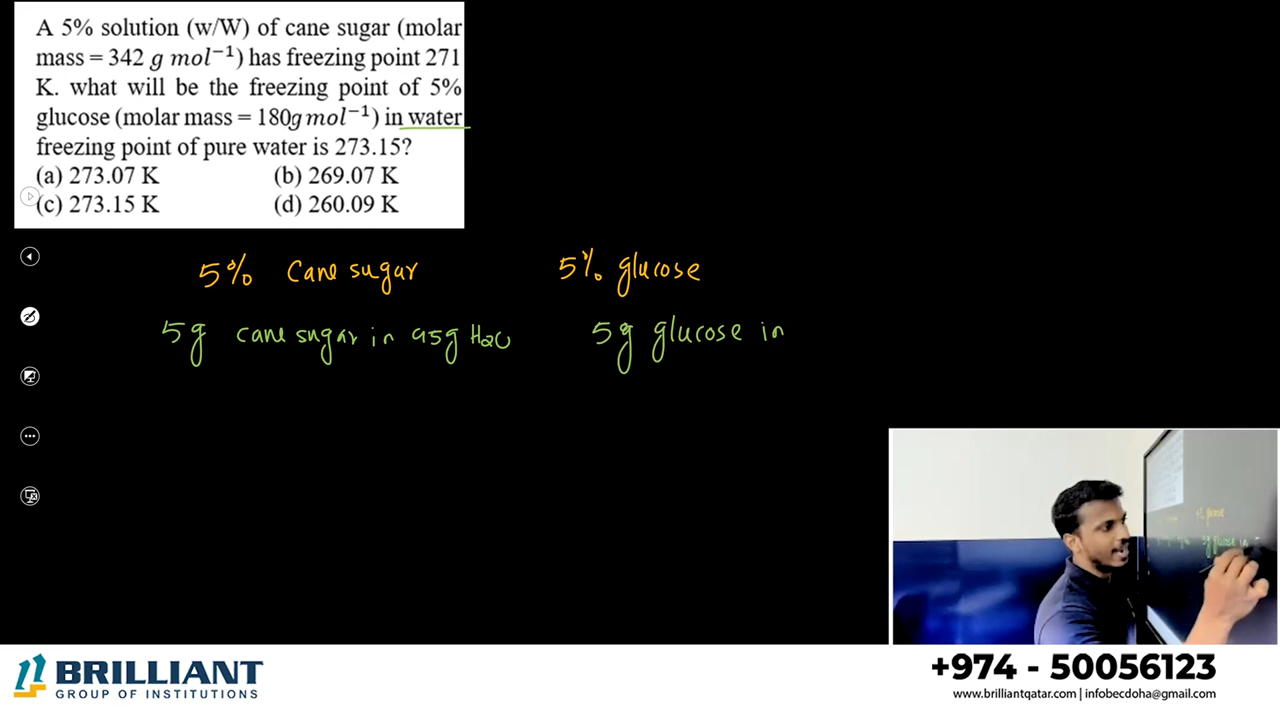 A 5% solution (w/W) of cane sugar (molar
mass = 342 g mol⁻¹) has freezing point 271
K. what will be the freezing point of 5%
glucose (molar mass = 180g mol⁻¹) in water
freezing point of pure water is 273.15?
(a) 273.07 K (b) 269.07 K
(c) 273.15 K (d) 260.09 K
5% Cane sugar 5% glucose
5g cane sugar in 95g H2O 5g glucose in
BRILLIANT
GROUP OF INSTITUTIONS
+974 - 50056123
www.brilliantqatar.com | infobecdoha@gmail.com